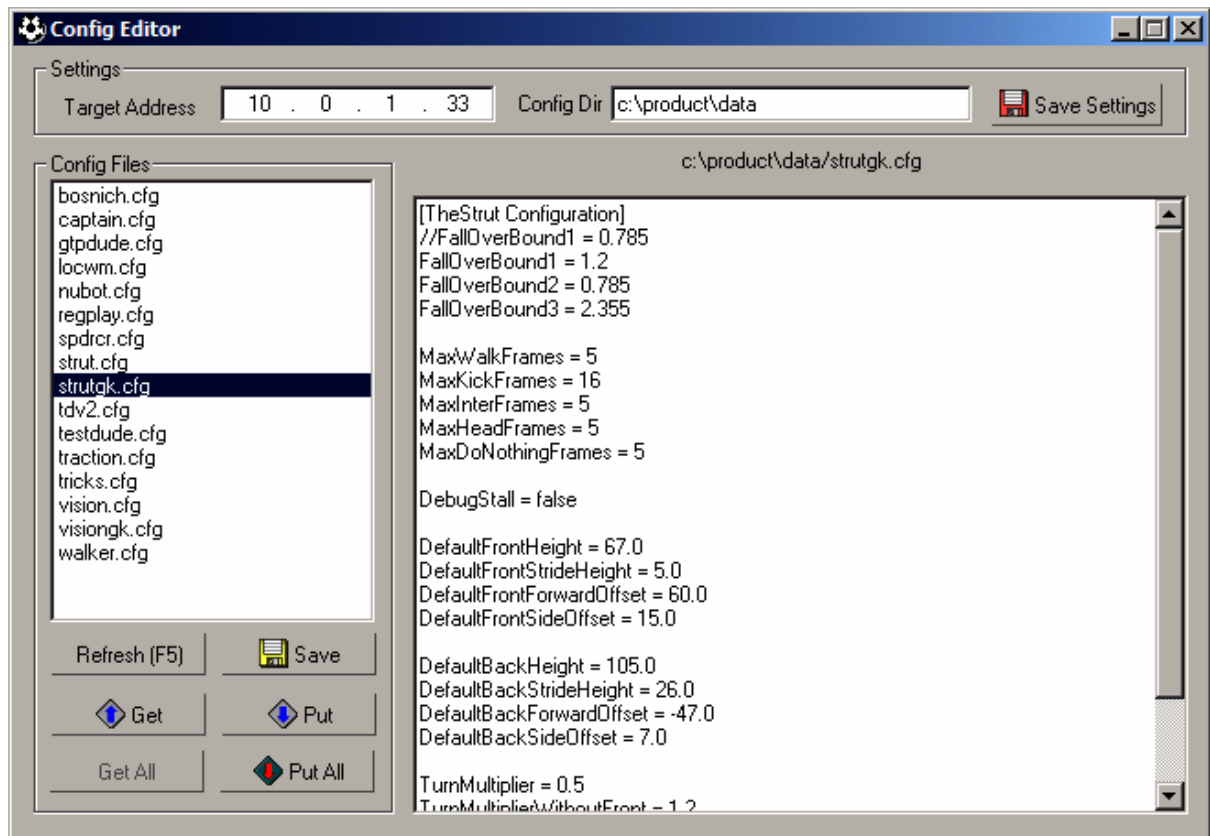 Config Editor
Settings
Target Address 10 . 0 . 1 . 33 Config Dir c:\product\data Save Settings
Config Files
bosnich.cfg
captain.cfg
gtpdude.cfg
locwm.cfg
nubot.cfg
regplay.cfg
spdrcr.cfg
strut.cfg
strutgk.cfg
tdv2.cfg
testdude.cfg
traction.cfg
tricks.cfg
vision.cfg
visiongk.cfg
walker.cfg
Refresh (F5) Save
Get Put
Get All Put All
c:\product\data/strutgk.cfg
[TheStrut Configuration]
//FallOverBound1 = 0.785
FallOverBound1 = 1.2
FallOverBound2 = 0.785
FallOverBound3 = 2.355
MaxWalkFrames = 5
MaxKickFrames = 16
MaxInterFrames = 5
MaxHeadFrames = 5
MaxDoNothingFrames = 5
DebugStall = false
DefaultFrontHeight = 67.0
DefaultFrontStrideHeight = 5.0
DefaultFrontForwardOffset = 60.0
DefaultFrontSideOffset = 15.0
DefaultBackHeight = 105.0
DefaultBackStrideHeight = 26.0
DefaultBackForwardOffset = -47.0
DefaultBackSideOffset = 7.0
TurnMultiplier = 0.5
TurnMultiplierWithoutFront = 1.2